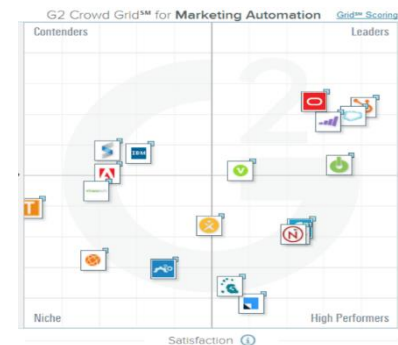 G2 Crowd Grid℠ for Marketing Automation Grid℠ Scoring
Contenders Leaders
IBM
Niche High Performers
Satisfaction